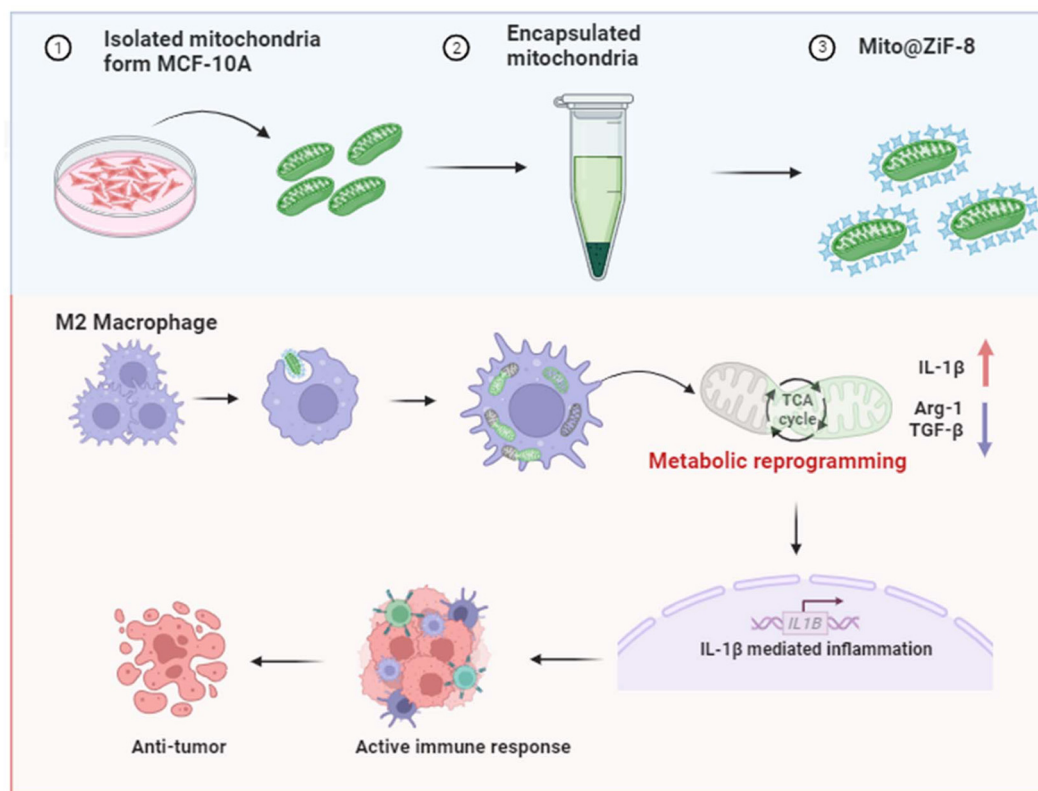 ① Isolated mitochondria
form MCF-10A
② Encapsulated
mitochondria
③ Mito@ZiF-8
M2 Macrophage
TCA
cycle
IL-1β
Arg-1
TGF-β
Metabolic reprogramming
IL1B
IL-1β mediated inflammation
Active immune response
Anti-tumor